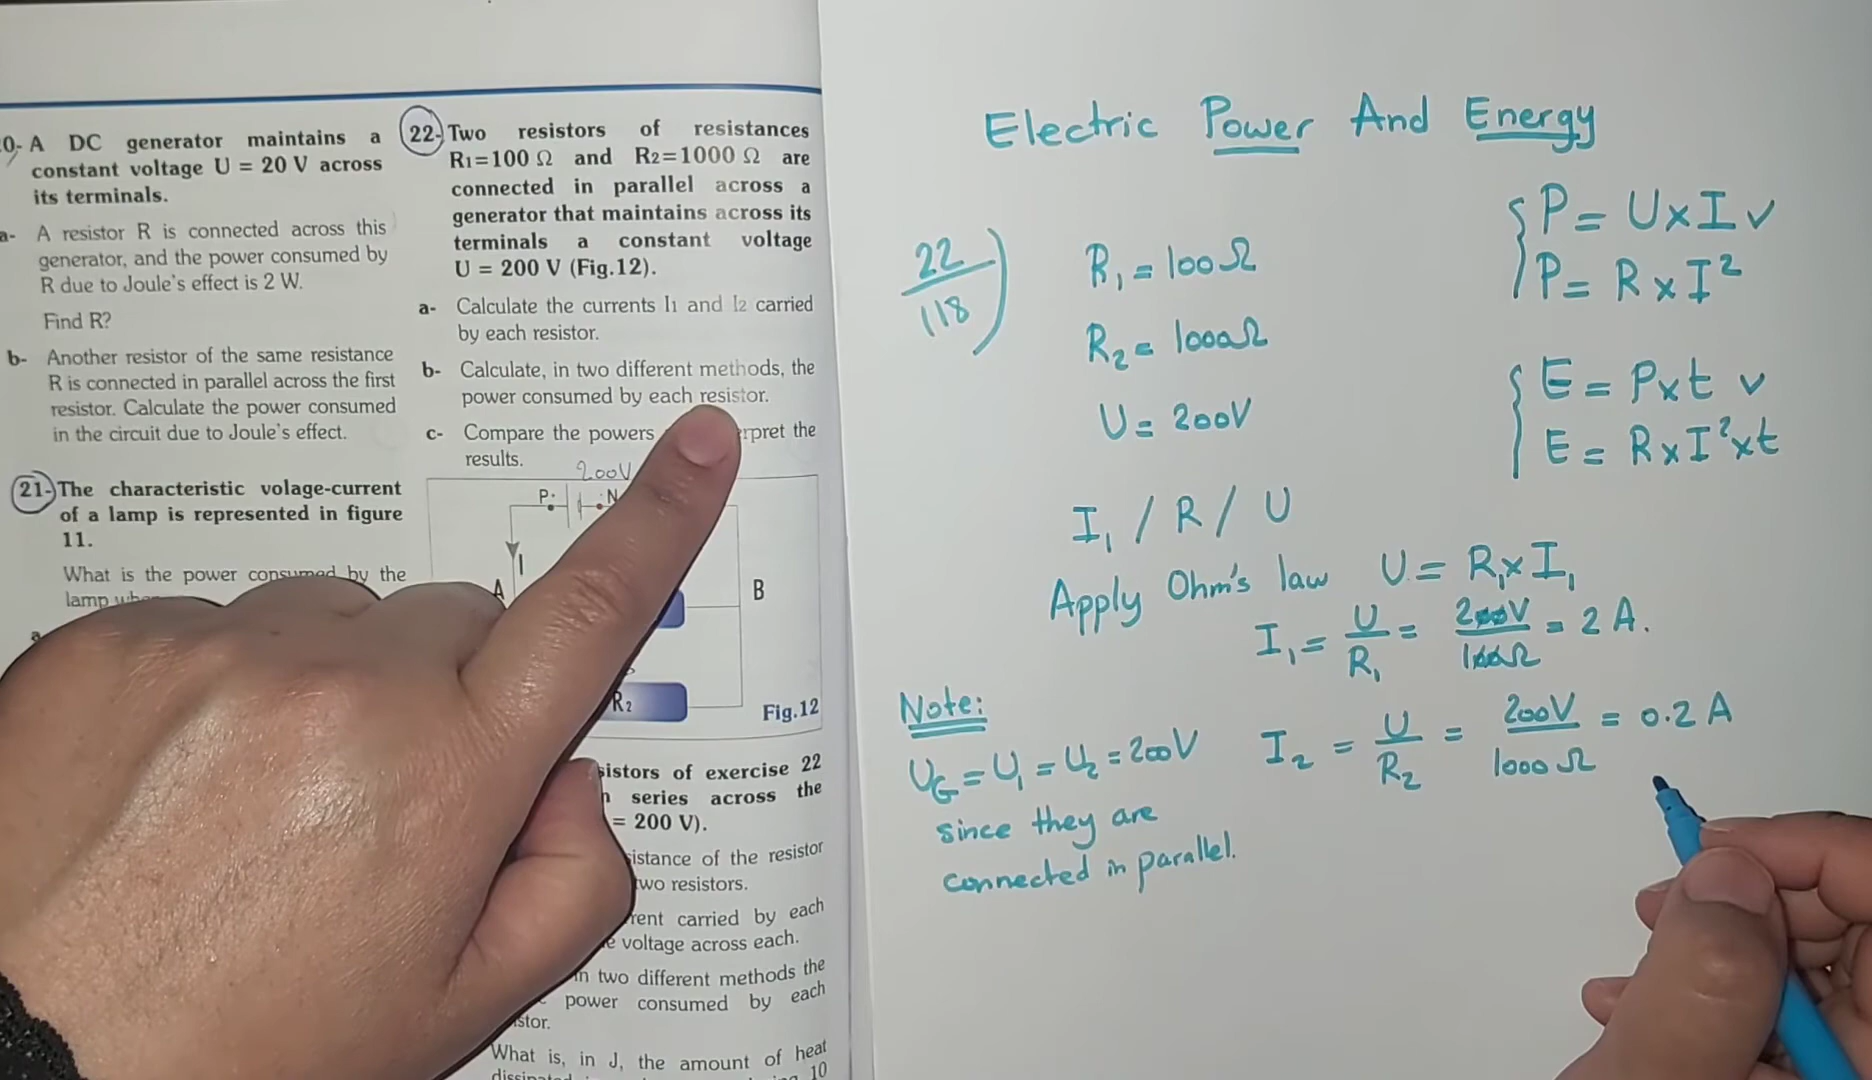 0- A DC generator maintains a
constant voltage U = 20 V across
its terminals.
a- A resistor R is connected across this
generator, and the power consumed by
R due to Joule's effect is 2 W.
Find R?
b- Another resistor of the same resistance
R is connected in parallel across the first
resistor. Calculate the power consumed
in the circuit due to Joule's effect.
21- The characteristic volage-current
of a lamp is represented in figure
11.
What is the power consumed by the
lamp
22- Two resistors of resistances
R1=100 Ω and R2=1000 Ω are
connected in parallel across a
generator that maintains across its
terminals a constant voltage
U = 200 V (Fig.12).
a- Calculate the currents I1 and I2 carried
by each resistor.
b- Calculate, in two different methods, the
power consumed by each resistor.
c- Compare the powers rpret the
results.
200V
P N
I
A B
R2
Fig.12
sistors of exercise 22
series across the
= 200 V).
istance of the resistor
two resistors.
rent carried by each
e voltage across each.
in two different methods the
power consumed by each
istor.
What is, in J, the amount of heat
10
Electric Power And Energy
22/118)
R₁ = 100Ω
R₂ = 1000Ω
U = 200V
P = U×I ✓
P = R×I²
E = P×t ✓
E = R×I²×t
I₁ / R / U
Apply Ohm's law U = R₁×I₁
I₁ = U/R₁ = 200V/100Ω = 2 A.
Note:
U_G = U₁ = U₂ = 200V
since they are
connected in parallel.
I₂ = U/R₂ = 200V/1000Ω = 0.2 A